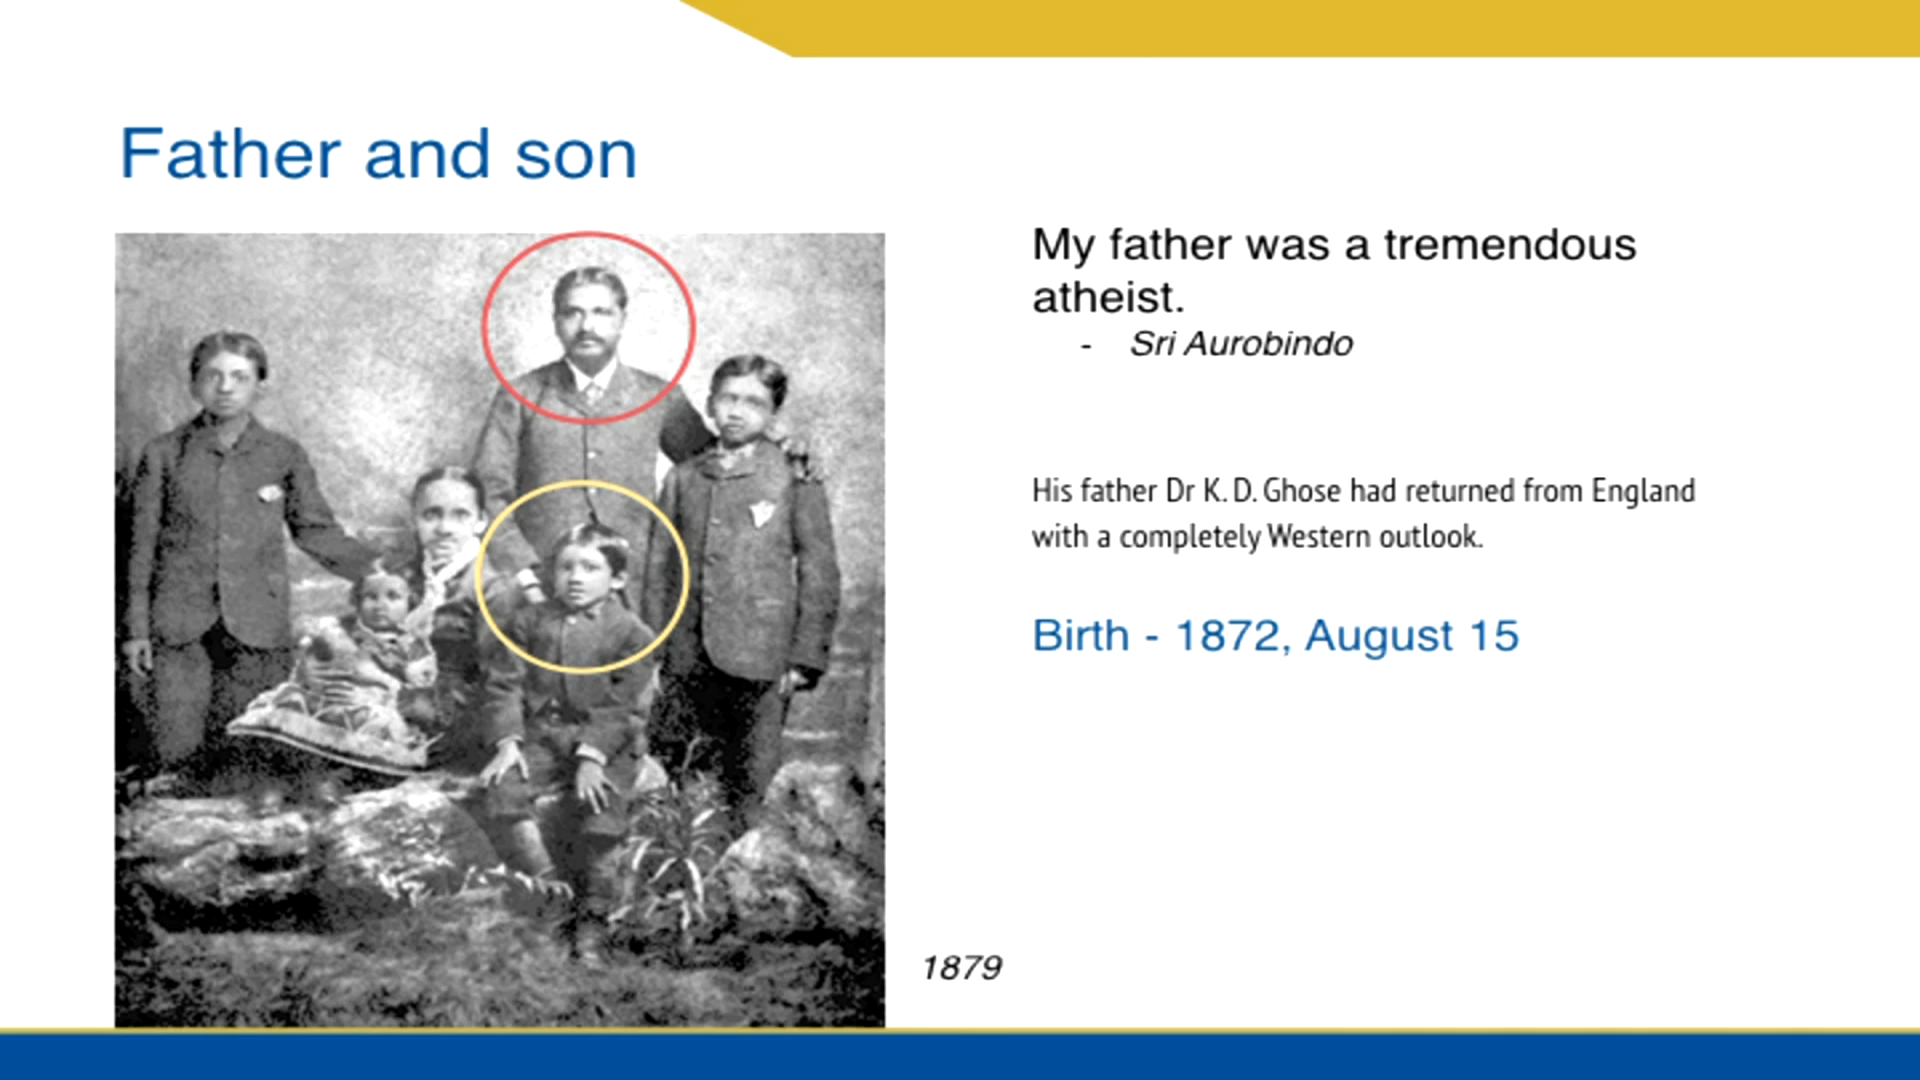 Father and son
My father was a tremendous
atheist.
- Sri Aurobindo
His father Dr K. D. Ghose had returned from England
with a completely Western outlook.
Birth - 1872, August 15
1879